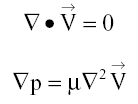 ∇ • V⃗ = 0
∇p = μ∇² V⃗